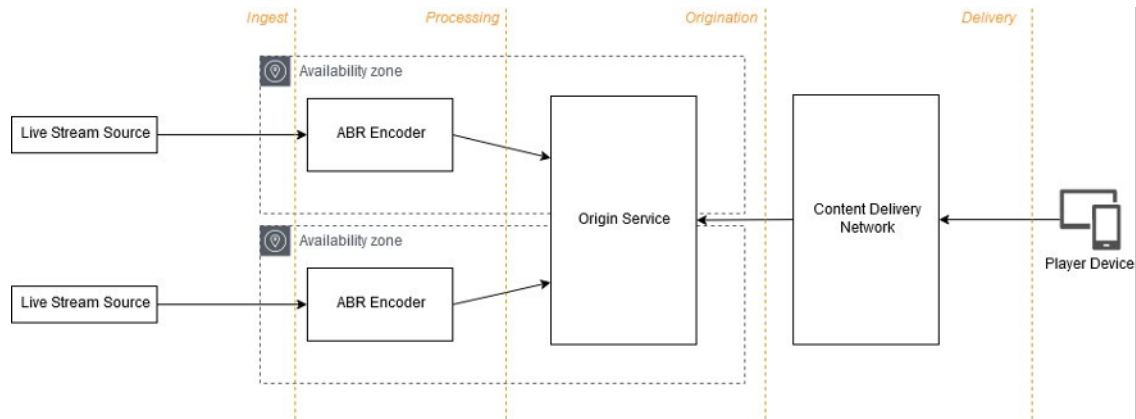 Ingest
Processing
Origination
Delivery
Availability zone
Live Stream Source
ABR Encoder
Origin Service
Content Delivery
Network
Player Device
Availability zone
Live Stream Source
ABR Encoder